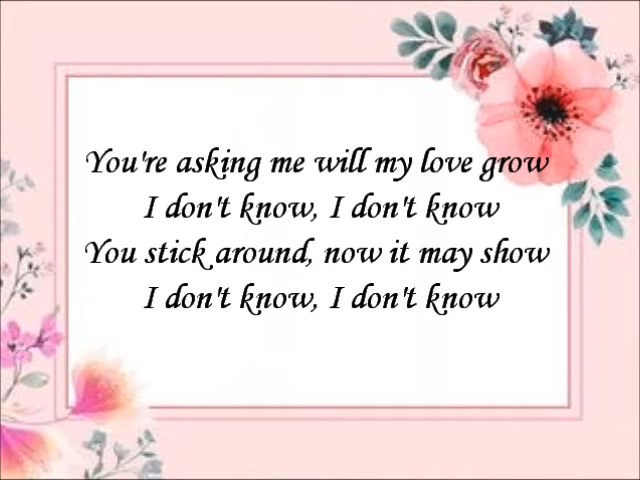 You're asking me will my love grow
I don't know, I don't know
You stick around, now it may show
I don't know, I don't know